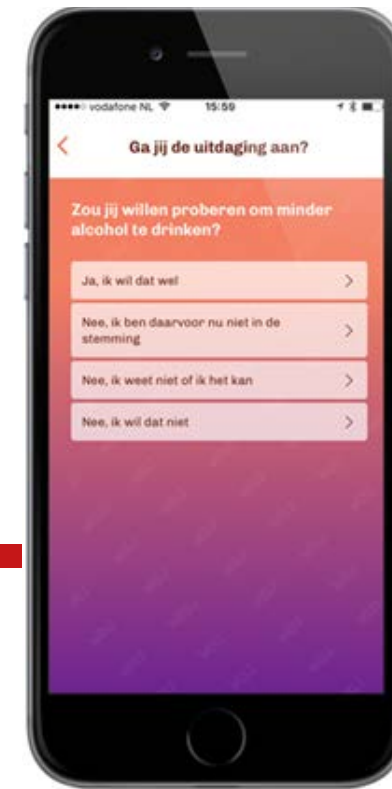 vodafone NL 15:59
Ga jij de uitdaging aan?
Zou jij willen proberen om minder
alcohol te drinken?
Ja, ik wil dat wel
Nee, ik ben daarvoor nu niet in de
stemming
Nee, ik weet niet of ik het kan
Nee, ik wil dat niet